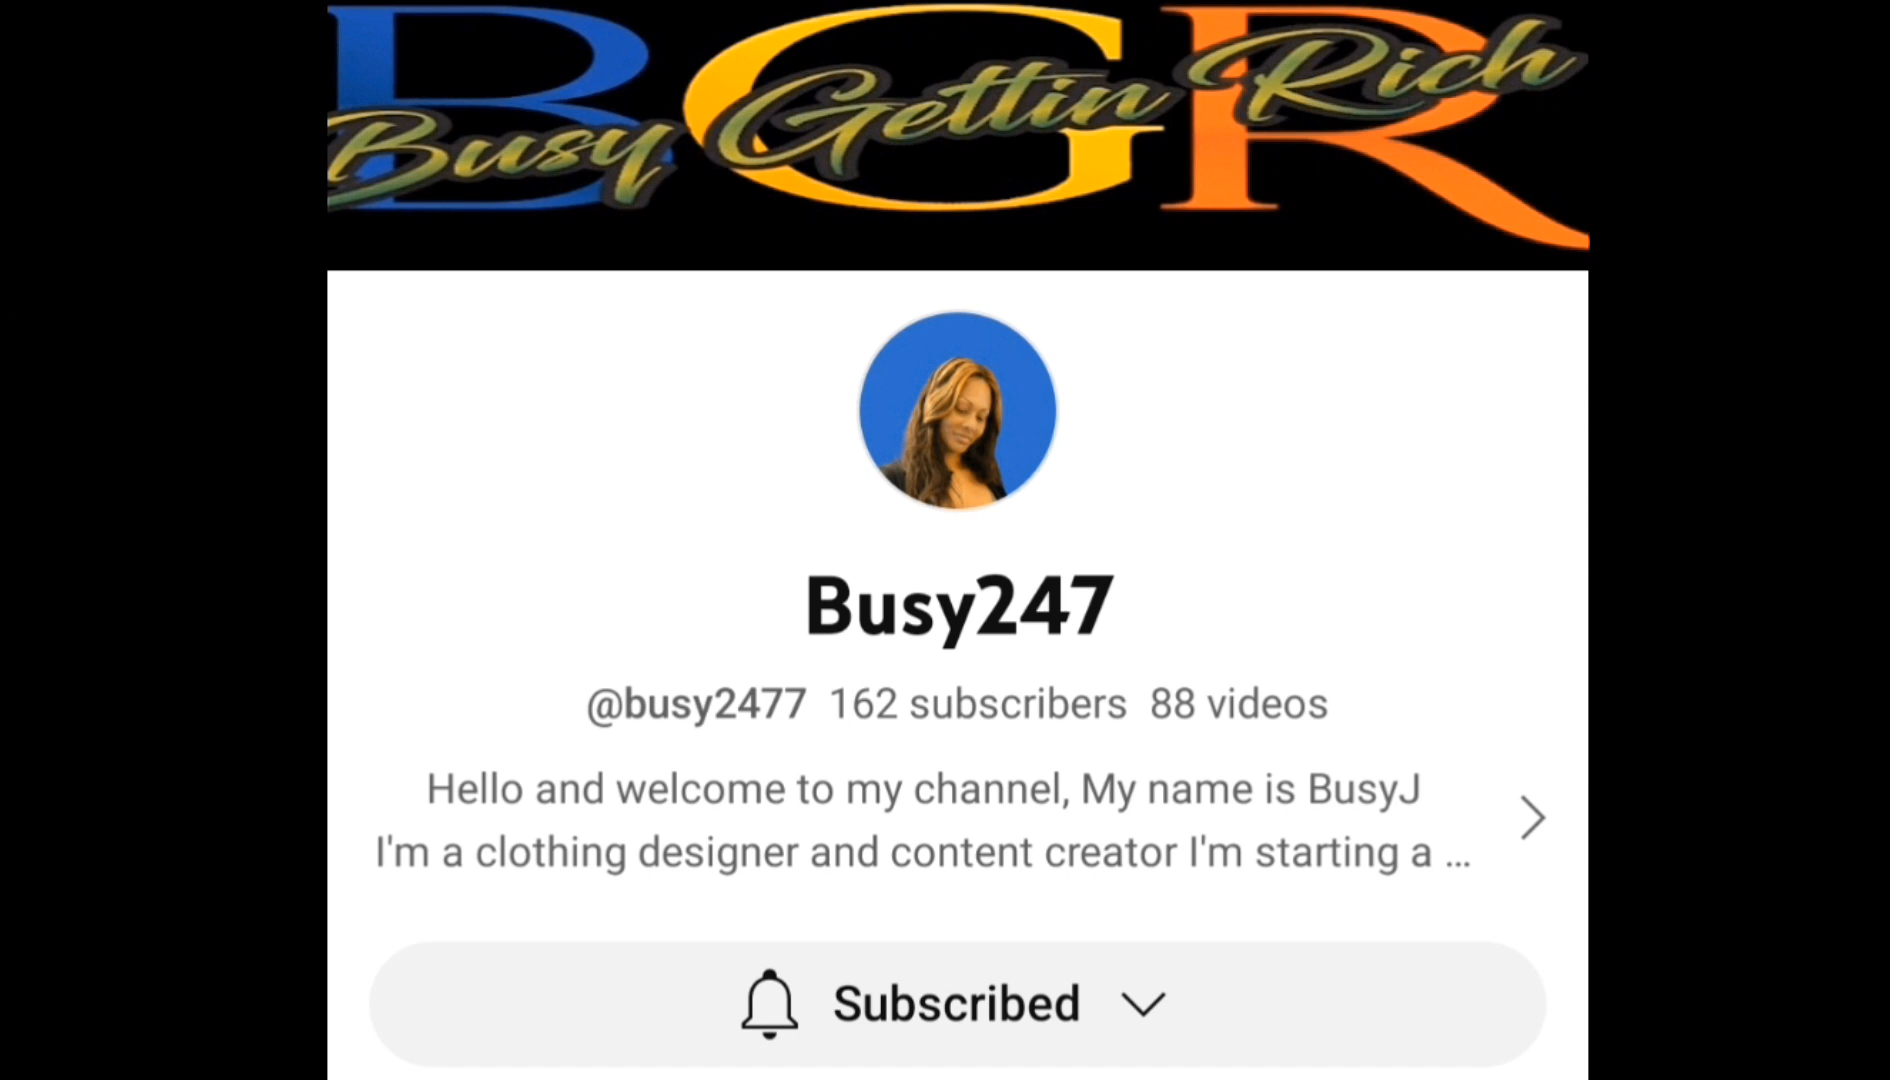 BGR
Busy Gettin Rich
Busy247
@busy2477 162 subscribers 88 videos
Hello and welcome to my channel, My name is BusyJ
I'm a clothing designer and content creator I'm starting a ...
Subscribed